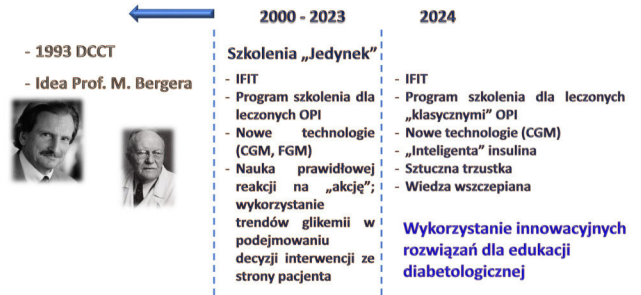 2000 - 2023
2024
- 1993 DCCT
- Idea Prof. M. Bergera
Szkolenia „Jedynek”
- IFIT
- Program szkolenia dla
leczonych OPI
- Nowe technologie
(CGM, FGM)
- Nauka prawidłowej
reakcji na „akcję”;
wykorzystanie
trendów glikemii w
podejmowaniu
decyzji interwencji ze
strony pacjenta
- IFIT
- Program szkolenia dla leczonych
„klasycznymi” OPI
- Nowe technologie (CGM)
- „Inteligenta” insulina
- Sztuczna trzustka
- Wiedza wszczepiana
Wykorzystanie innowacyjnych
rozwiązań dla edukacji
diabetologicznej